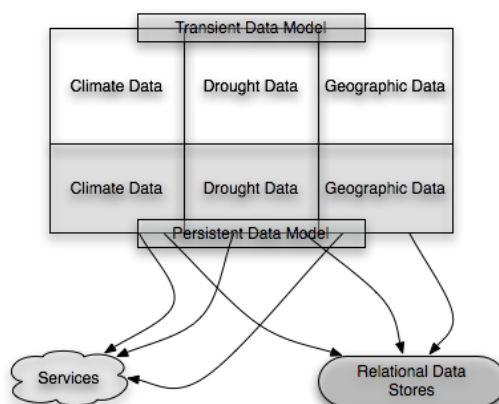 Transient Data Model
Climate Data
Drought Data
Geographic Data
Climate Data
Drought Data
Geographic Data
Persistent Data Model
Services
Relational Data
Stores